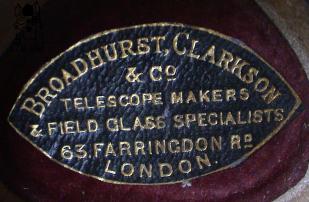 BROADHURST, CLARKSON
& CO
TELESCOPE MAKERS
& FIELD GLASS SPECIALISTS
63, FARRINGDON RD
LONDON.